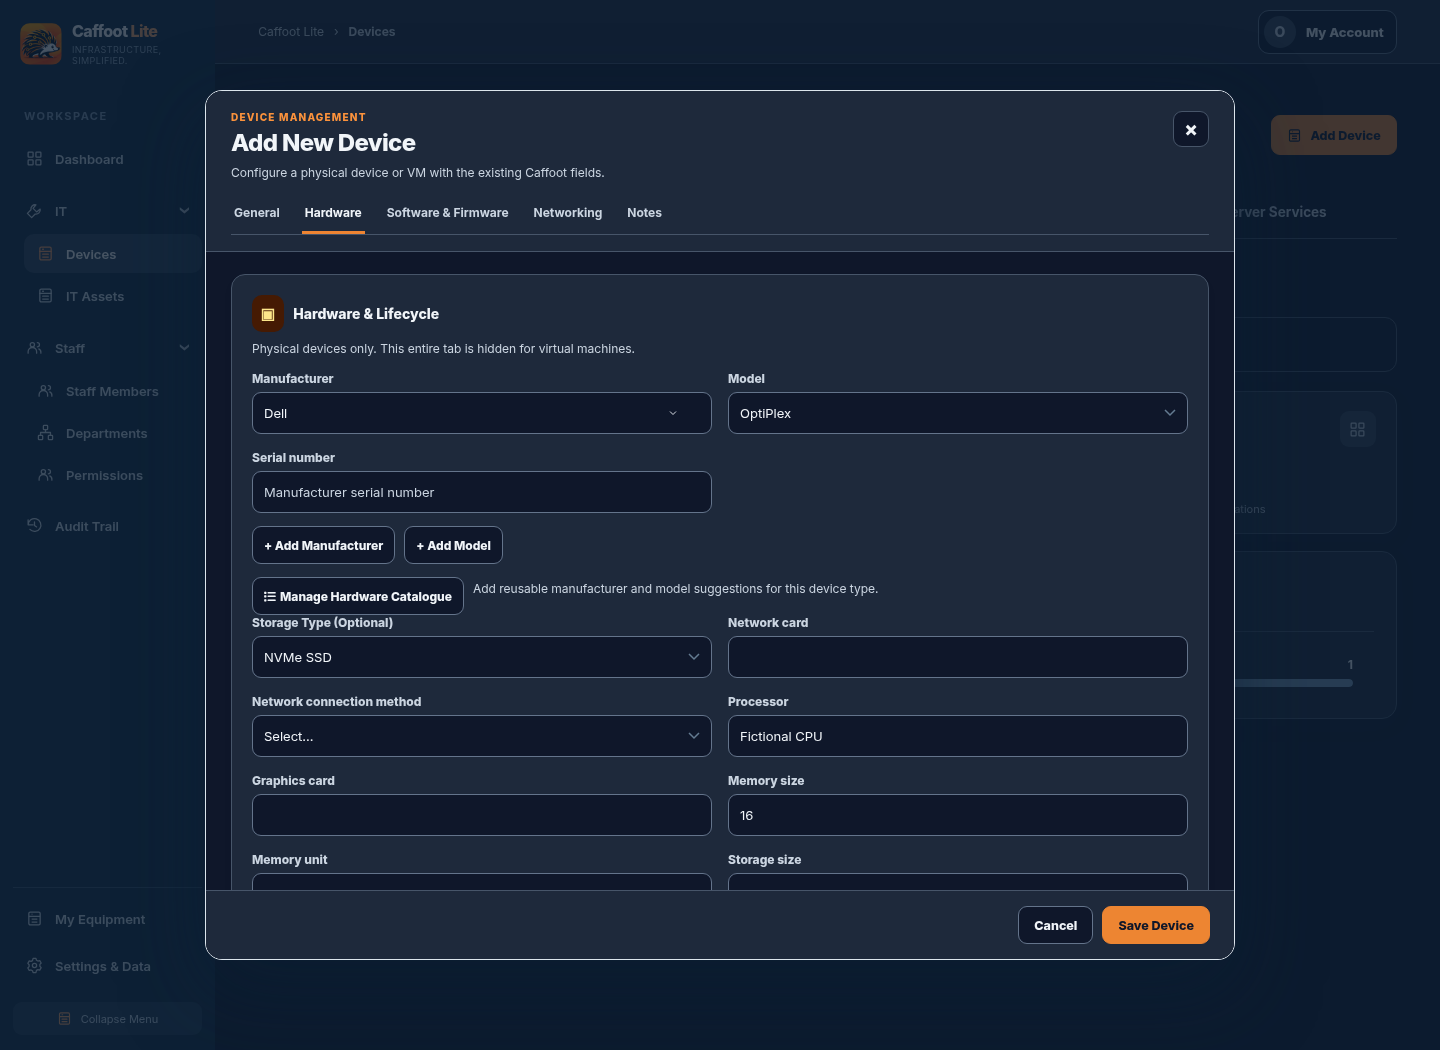 Caffoot Lite
INFRASTRUCTURE,
SIMPLIFIED.
Caffoot Lite › Devices
O My Account
WORKSPACE
Dashboard
IT
Devices
IT Assets
Staff
Staff Members
Departments
Permissions
Audit Trail
My Equipment
Settings & Data
Collapse Menu
Add Device
erver Services
ations
1
DEVICE MANAGEMENT
Add New Device
×
Configure a physical device or VM with the existing Caffoot fields.
General Hardware Software & Firmware Networking Notes
Hardware & Lifecycle
Physical devices only. This entire tab is hidden for virtual machines.
Manufacturer Model
Dell OptiPlex
Serial number
Manufacturer serial number
+ Add Manufacturer + Add Model
Manage Hardware Catalogue Add reusable manufacturer and model suggestions for this device type.
Storage Type (Optional) Network card
NVMe SSD
Network connection method Processor
Select... Fictional CPU
Graphics card Memory size
16
Memory unit Storage size
Cancel Save Device